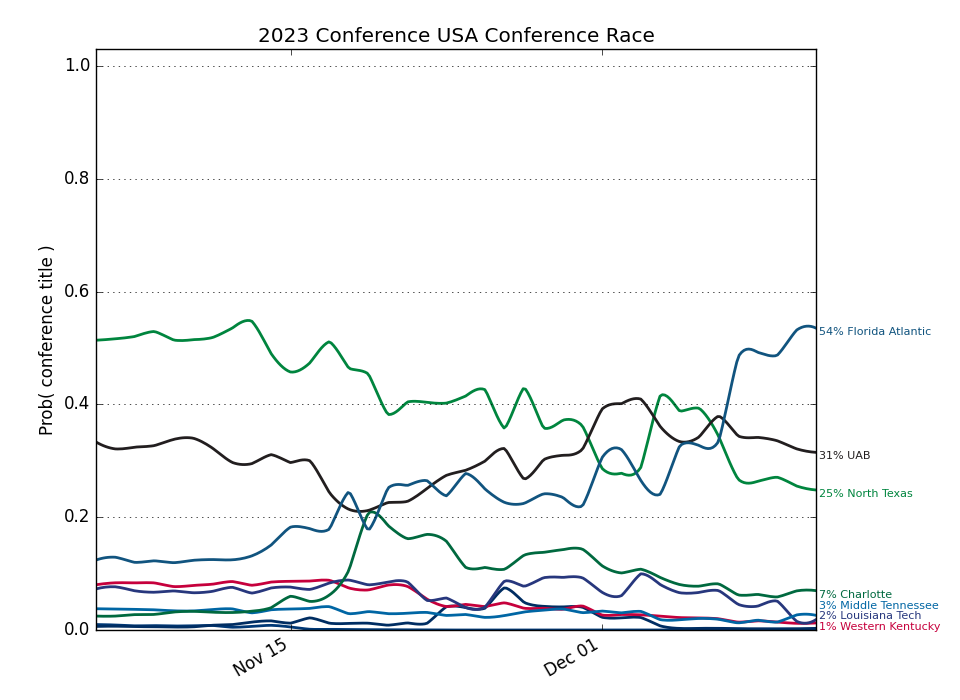 2023 Conference USA Conference Race
Prob( conference title )
1.0
0.8
0.6
0.4
0.2
0.0
Nov 15
Dec 01
54% Florida Atlantic
31% UAB
25% North Texas
7% Charlotte
3% Middle Tennessee
2% Louisiana Tech
1% Western Kentucky